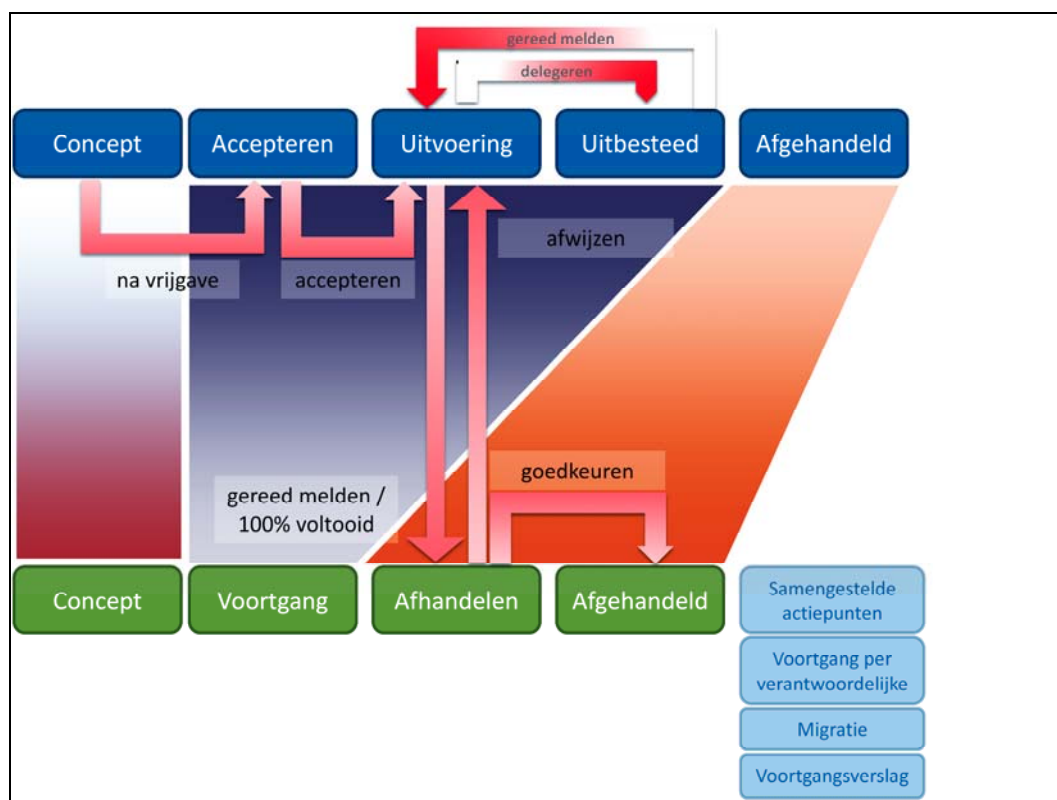 gereed melden
delegeren
Concept
Accepteren
Uitvoering
Uitbesteed
Afgehandeld
afwijzen
na vrijgave
accepteren
goedkeuren
gereed melden /
100% voltooid
Concept
Voortgang
Afhandelen
Afgehandeld
Samengestelde
actiepunten
Voortgang per
verantwoordelijke
Migratie
Voortgangsverslag